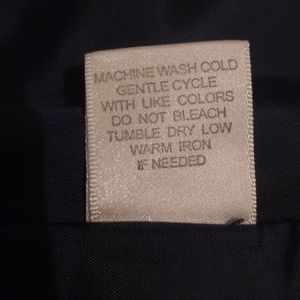 MACHINE WASH COLD
GENTLE CYCLE
WITH LIKE COLORS
DO NOT BLEACH
TUMBLE DRY LOW
WARM IRON
IF NEEDED